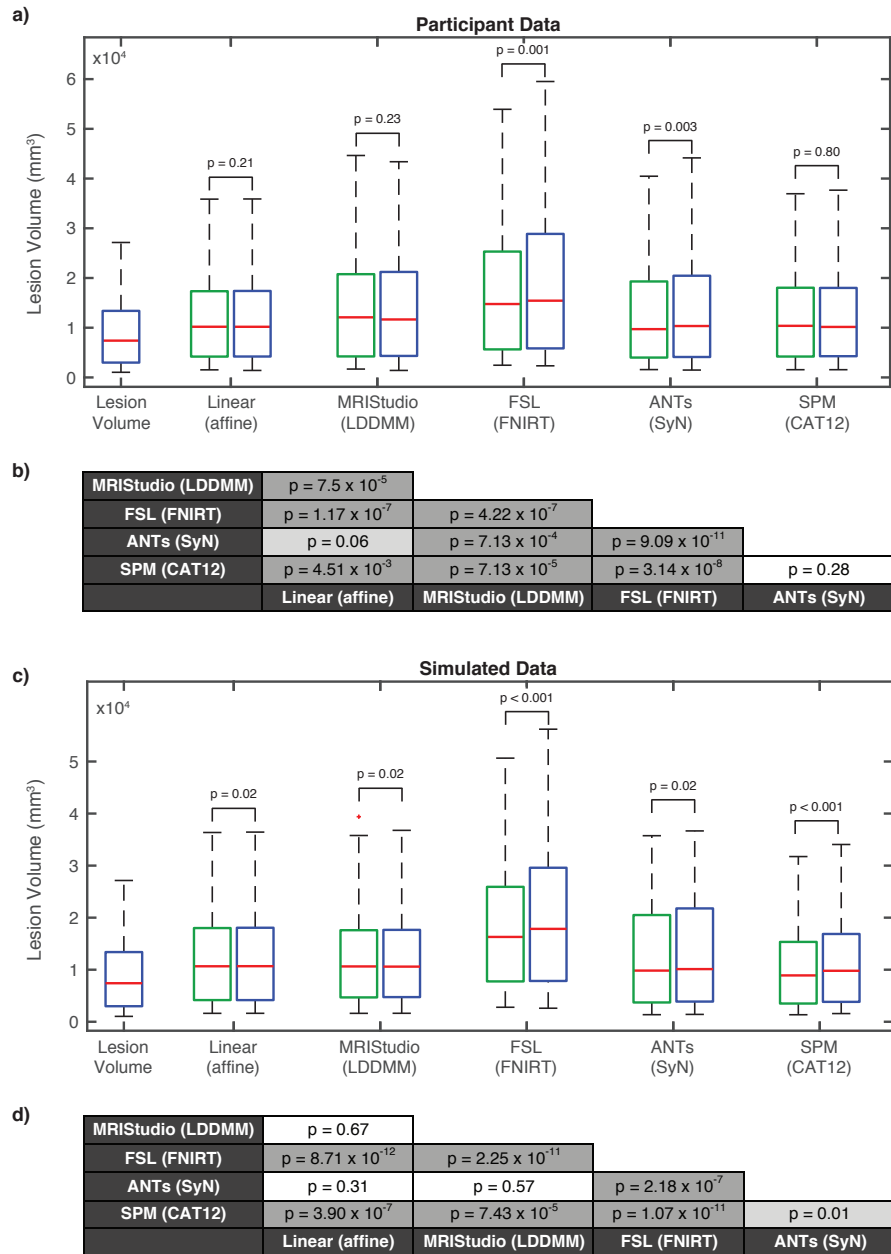 a)
Participant Data
x10⁴
6
5
4
3
2
1
0
Lesion Volume (mm³)
p = 0.21
p = 0.23
p = 0.001
p = 0.003
p = 0.80
Lesion Volume
Linear (affine)
MRIStudio (LDDMM)
FSL (FNIRT)
ANTs (SyN)
SPM (CAT12)
b)
MRIStudio (LDDMM) p = 7.5 x 10⁻⁵
FSL (FNIRT) p = 1.17 x 10⁻⁷ p = 4.22 x 10⁻⁷
ANTs (SyN) p = 0.06 p = 7.13 x 10⁻⁴ p = 9.09 x 10⁻¹¹
SPM (CAT12) p = 4.51 x 10⁻³ p = 7.13 x 10⁻⁵ p = 3.14 x 10⁻⁸ p = 0.28
Linear (affine) MRIStudio (LDDMM) FSL (FNIRT) ANTs (SyN)
c)
Simulated Data
x10⁴
5
4
3
2
1
0
Lesion Volume (mm³)
p = 0.02
p = 0.02
p < 0.001
p = 0.02
p < 0.001
Lesion Volume
Linear (affine)
MRIStudio (LDDMM)
FSL (FNIRT)
ANTs (SyN)
SPM (CAT12)
d)
MRIStudio (LDDMM) p = 0.67
FSL (FNIRT) p = 8.71 x 10⁻¹² p = 2.25 x 10⁻¹¹
ANTs (SyN) p = 0.31 p = 0.57 p = 2.18 x 10⁻⁷
SPM (CAT12) p = 3.90 x 10⁻⁷ p = 7.43 x 10⁻⁵ p = 1.07 x 10⁻¹¹ p = 0.01
Linear (affine) MRIStudio (LDDMM) FSL (FNIRT) ANTs (SyN)